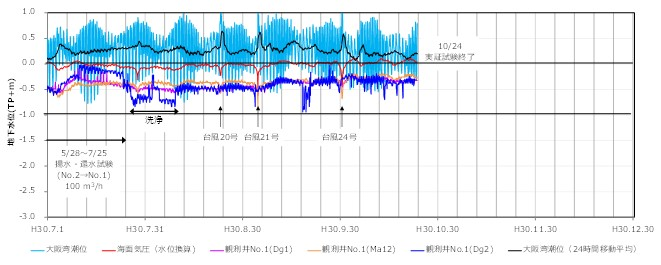 1.0
0.5
0.0
-0.5
-1.0
-1.5
-2.0
-2.5
-3.0
地下水位(TP+m)
10/24
実証試験終了
洗浄
台風20号
台風21号
台風24号
5/28～7/25
揚水・還水試験
(No.2→No.1)
100 m³/h
H30.7.1
H30.7.31
H30.8.30
H30.9.30
H30.10.30
H30.11.30
H30.12.30
大阪湾潮位
海面気圧（水位換算）
観測井No.1(Dg1)
観測井No.1(Ma12)
観測井No.1(Dg2)
大阪湾潮位（24時間移動平均）